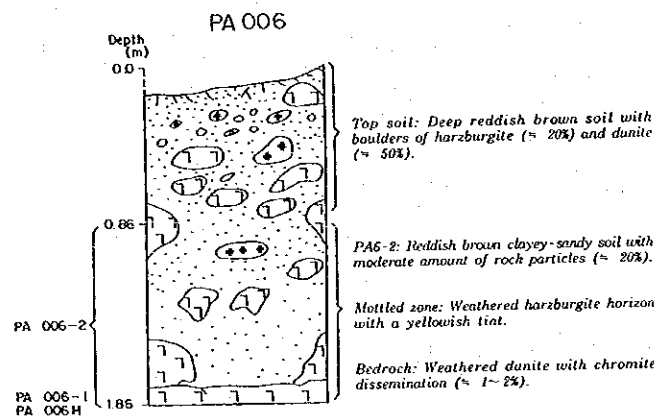 PA 006
Depth
(m)
0.0
Top soil: Deep reddish brown soil with
boulders of harzburgite (≒ 20%) and dunite
(≒ 50%).
0.86
PA6-2: Reddish brown clayey-sandy soil with
moderate amount of rock particles (≒ 20%).
Mottled zone: Weathered harzburgite horizon
with a yellowish tint.
PA 006-2
Bedroch: Weathered dunite with chromite
dissemination (≒ 1~2%).
PA 006-1
PA 006H
1.85